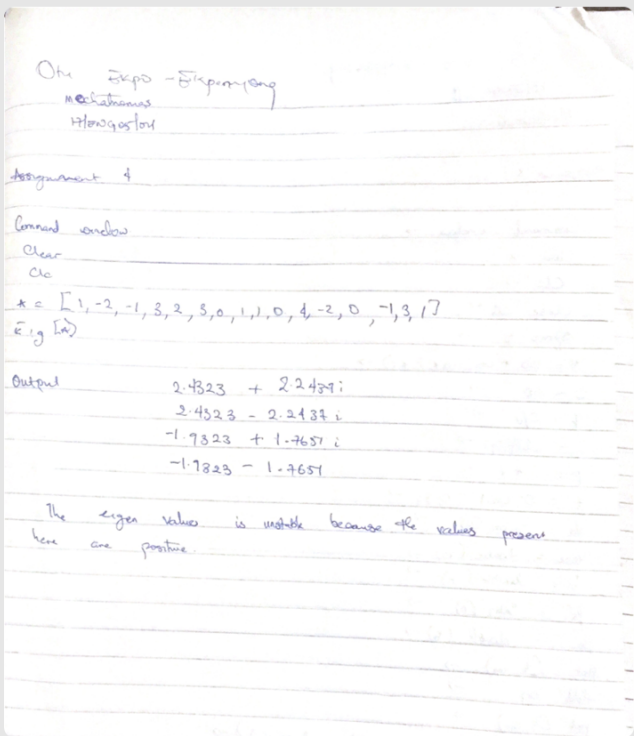 Otu Ekpo - Ekpenyong
mechatronics
Assignment 4
Command window
Clear
Clc
A = [1, -2, -1, 3, 2, 3, 0, 1, 1, 0, 4, -2, 0, -1, 3, 1]
Eig [A]
Output
2.4323 + 2.2437i
2.4323 - 2.2437i
-1.9323 + 1.7651i
-1.9323 - 1.7651
The eigen values is unstable because the values present
here are positive.